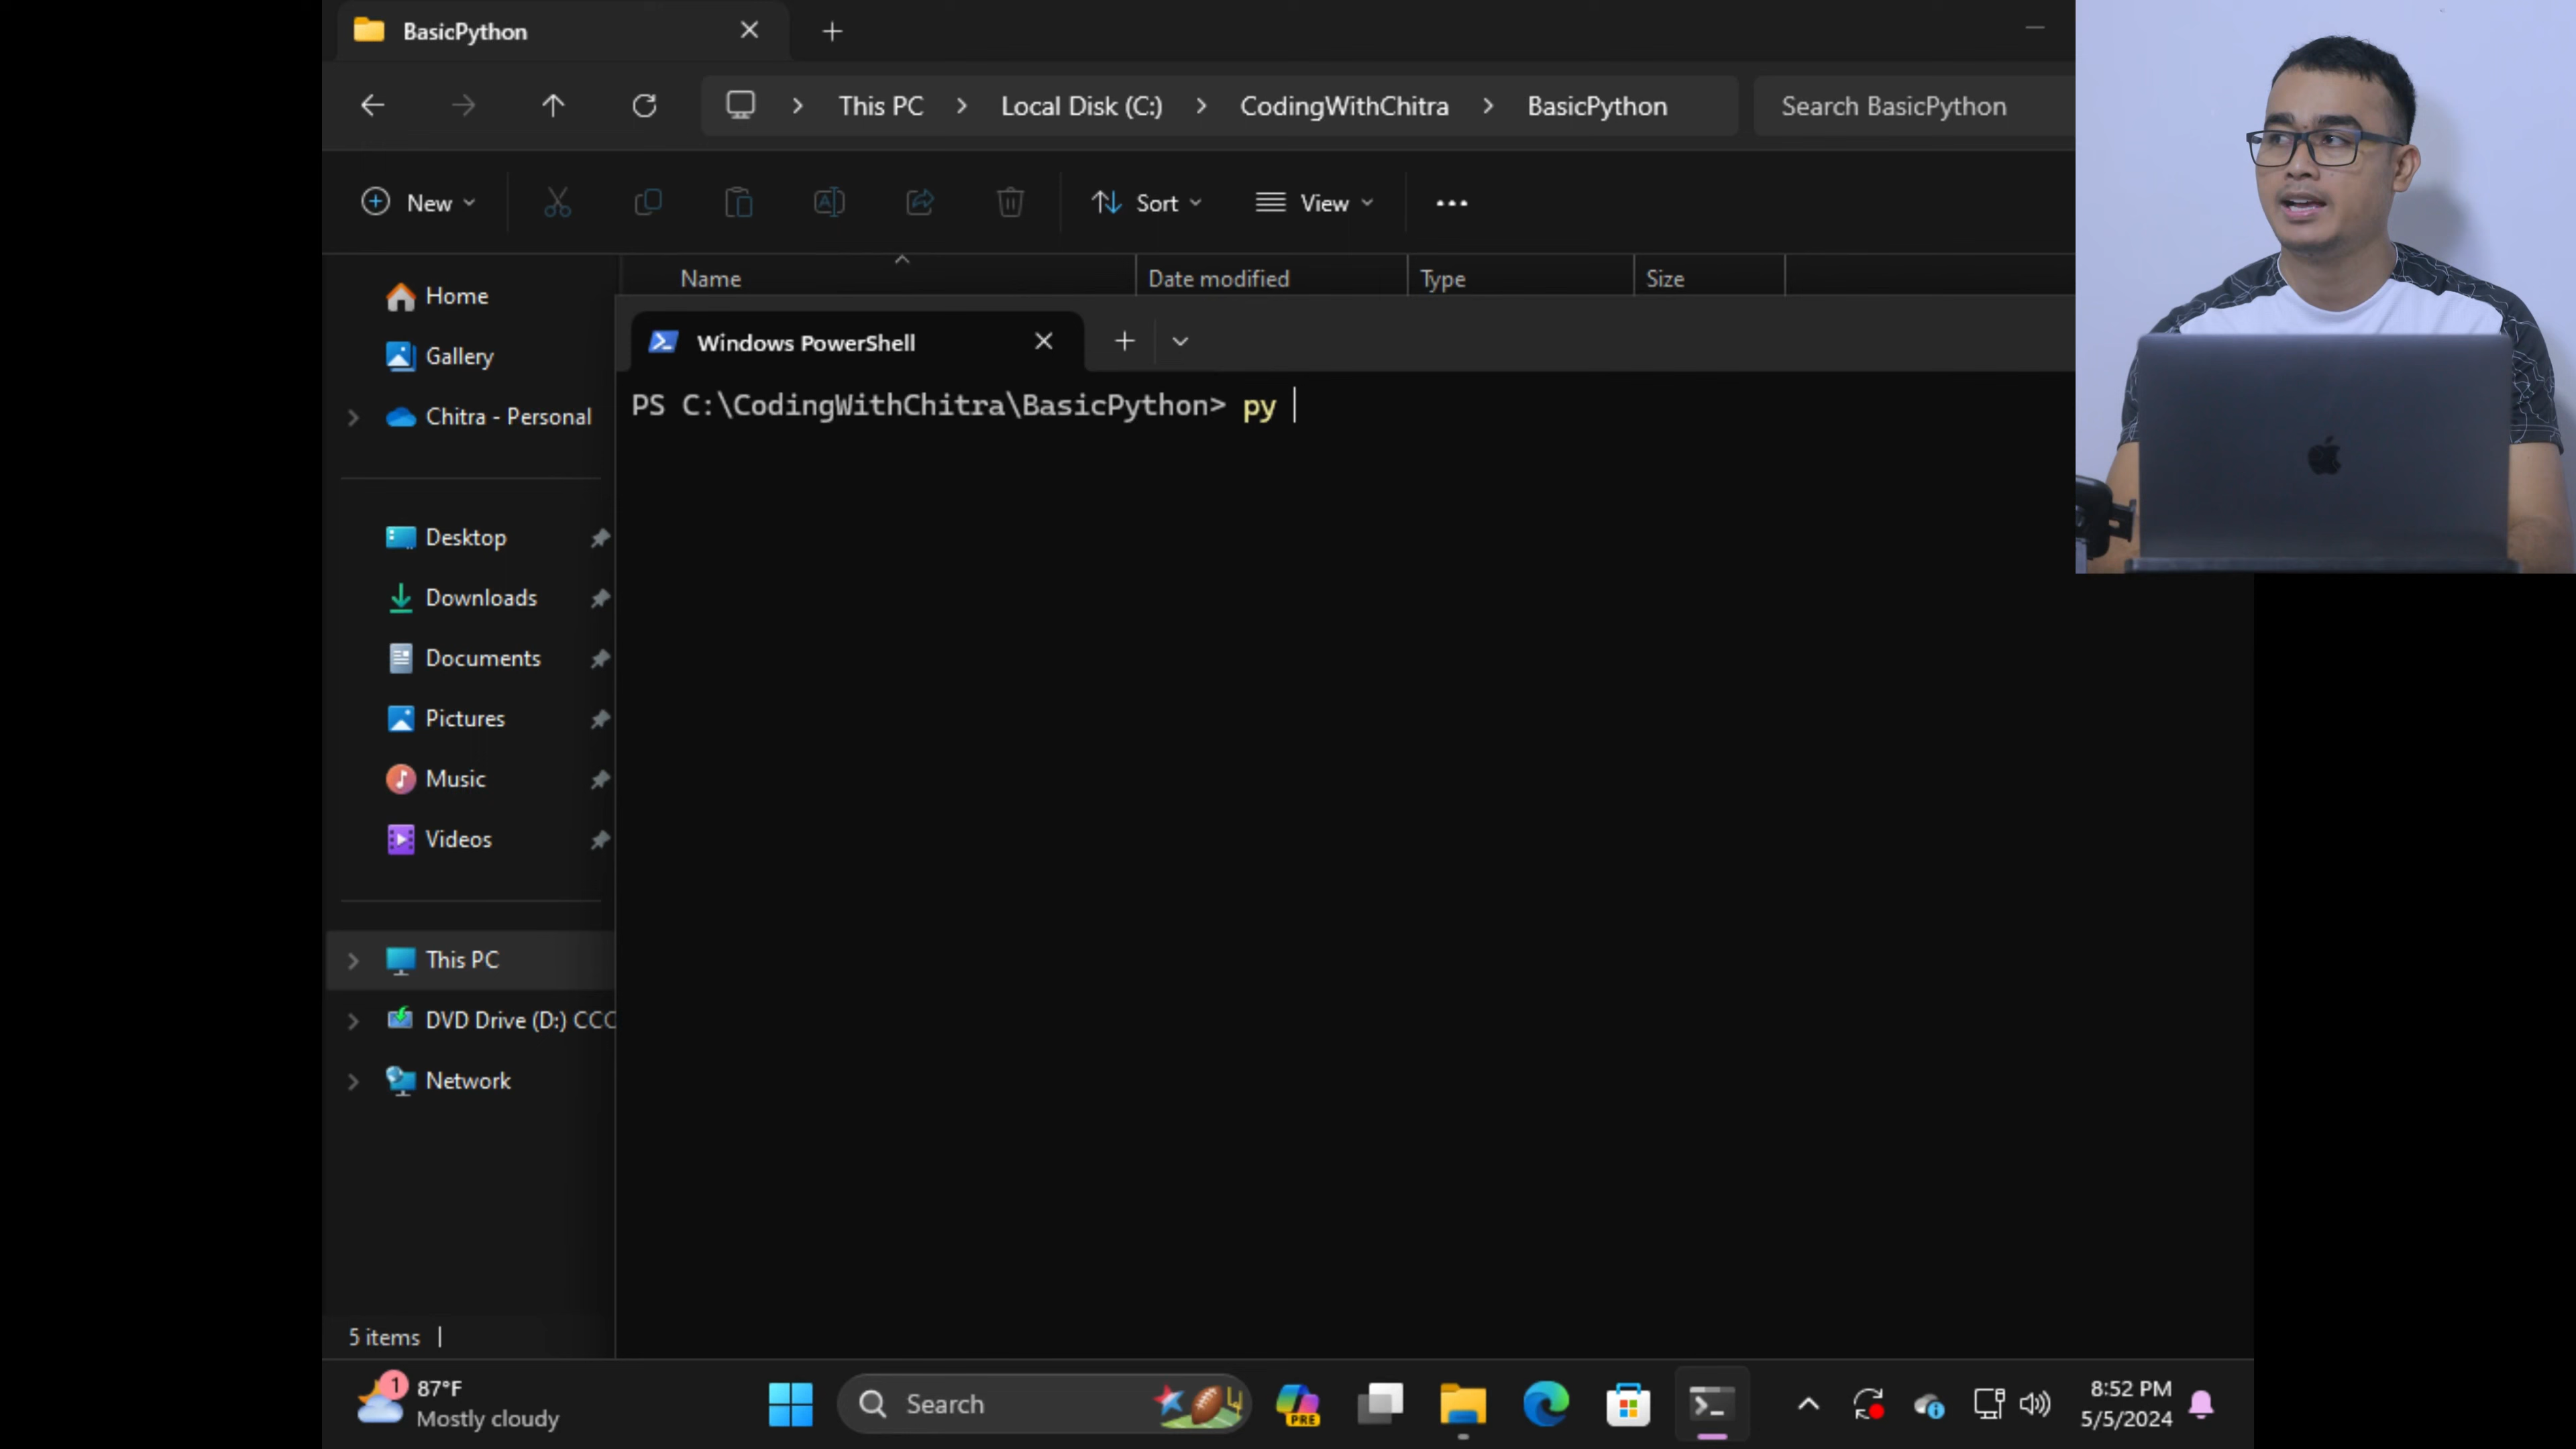 BasicPython
This PC
Local Disk (C:)
CodingWithChitra
BasicPython
Search BasicPython
New
Sort
View
Name
Date modified
Type
Size
Home
Gallery
Chitra - Personal
Desktop
Downloads
Documents
Pictures
Music
Videos
This PC
DVD Drive (D:) CCC
Network
Windows PowerShell
PS C:\CodingWithChitra\BasicPython> py
5 items
1
87°F
Mostly cloudy
Search
PRE
8:52 PM
5/5/2024